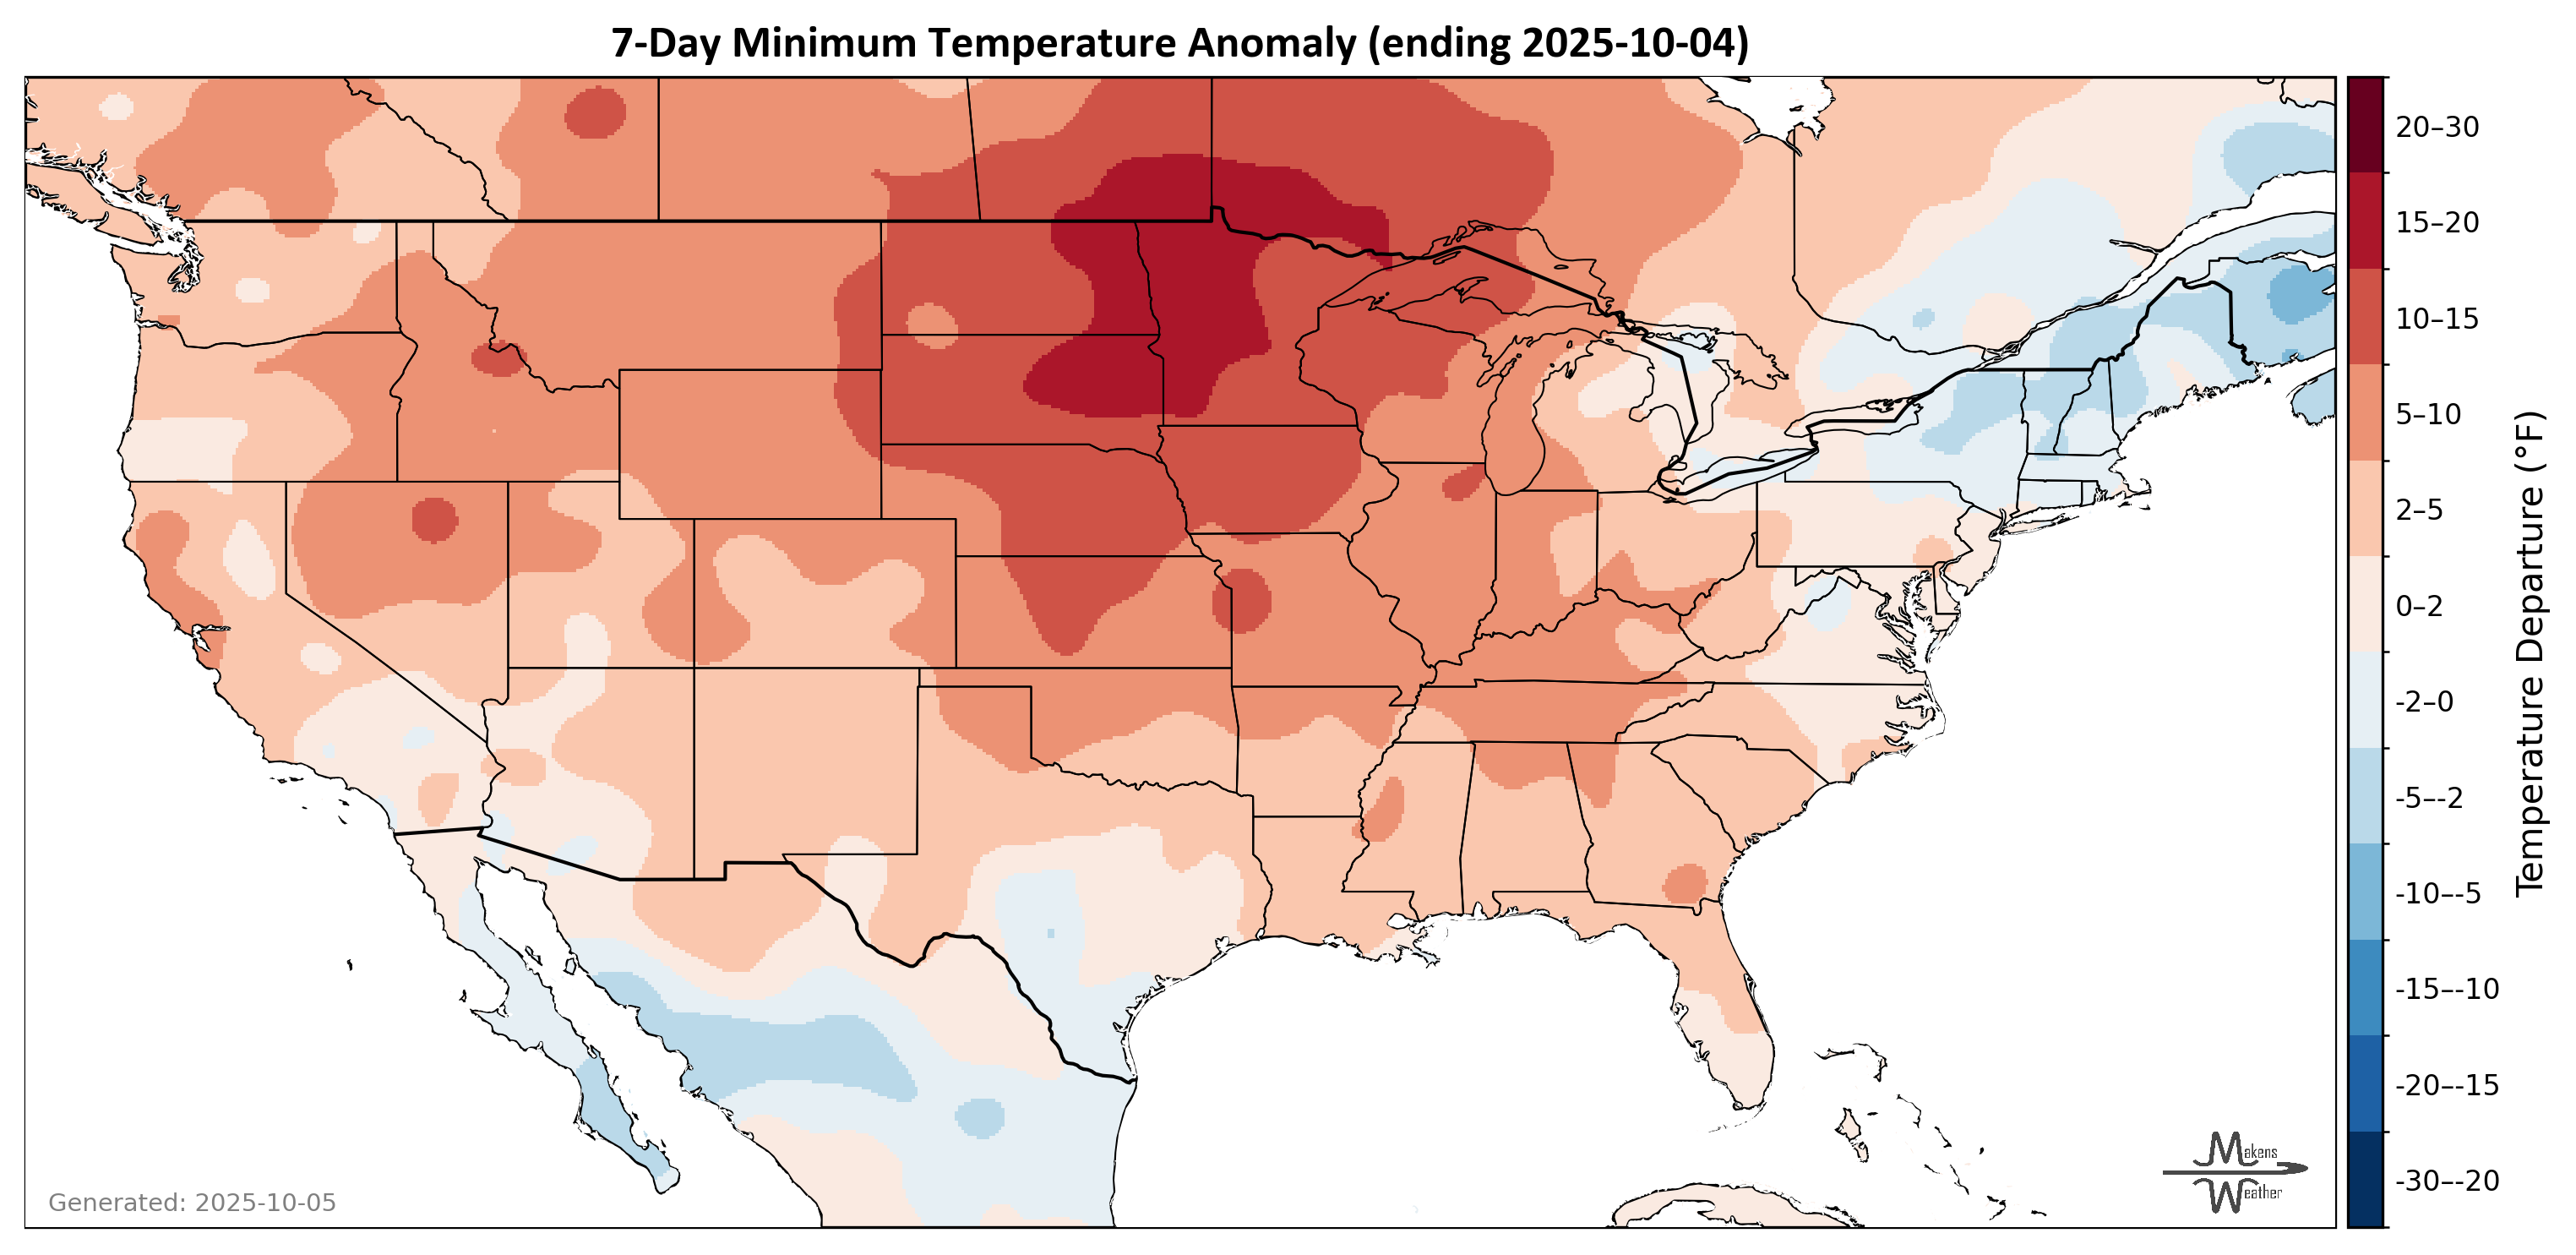 7-Day Minimum Temperature Anomaly (ending 2025-10-04)
20–30
15–20
10–15
5–10
2–5
0–2
-2–0
-5–-2
-10–-5
-15–-10
-20–-15
-30–-20
Temperature Departure (°F)
Generated: 2025-10-05
Makens
Weather